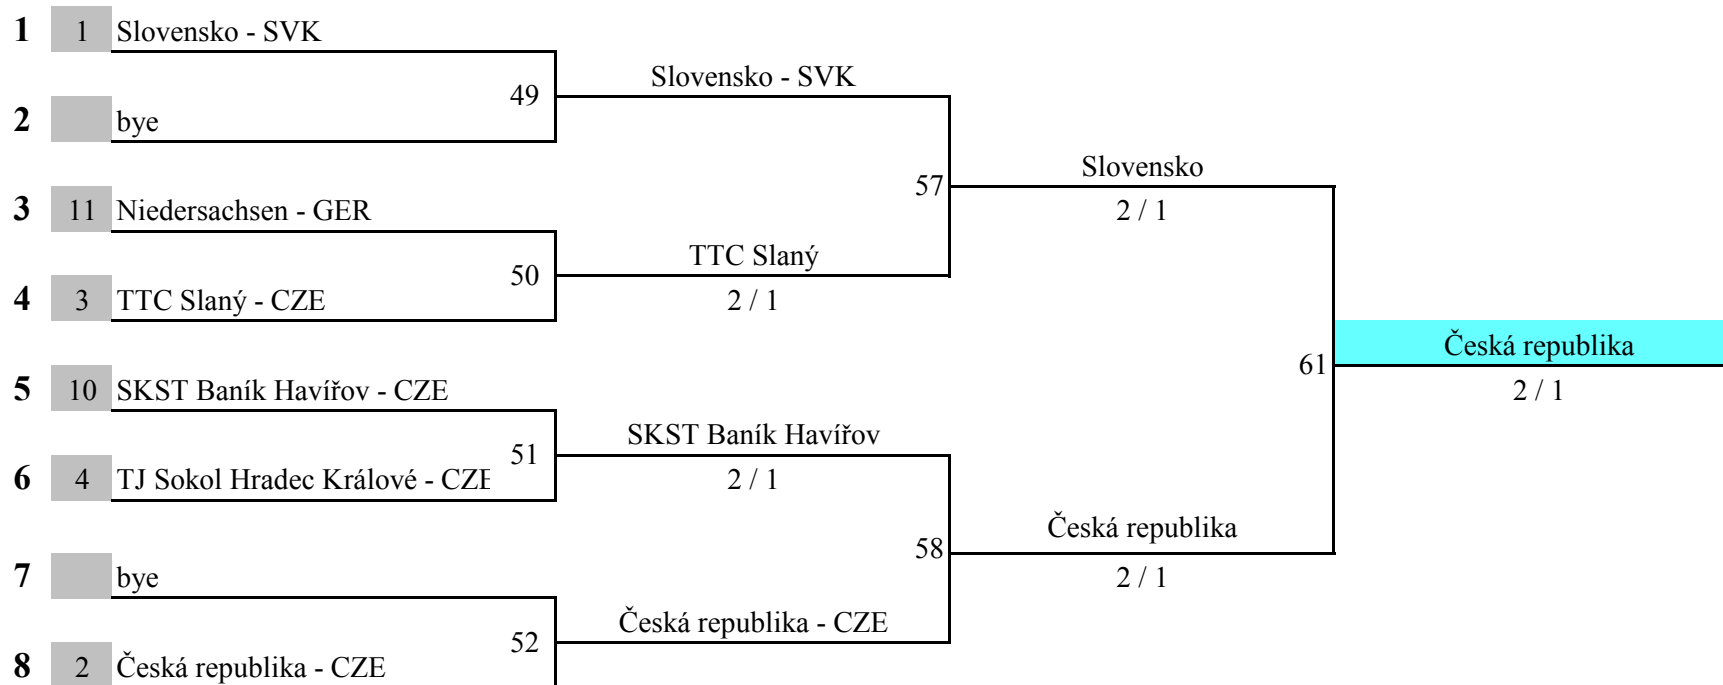 1 1 Slovensko - SVK
Slovensko - SVK
49
2 bye
Slovensko
57
2 / 1
3 11 Niedersachsen - GER
TTC Slaný
50
2 / 1
4 3 TTC Slaný - CZE
Česká republika
61
2 / 1
5 10 SKST Baník Havířov - CZE
SKST Baník Havířov
51
2 / 1
6 4 TJ Sokol Hradec Králové - CZE
Česká republika
58
2 / 1
7 bye
Česká republika - CZE
52
8 2 Česká republika - CZE